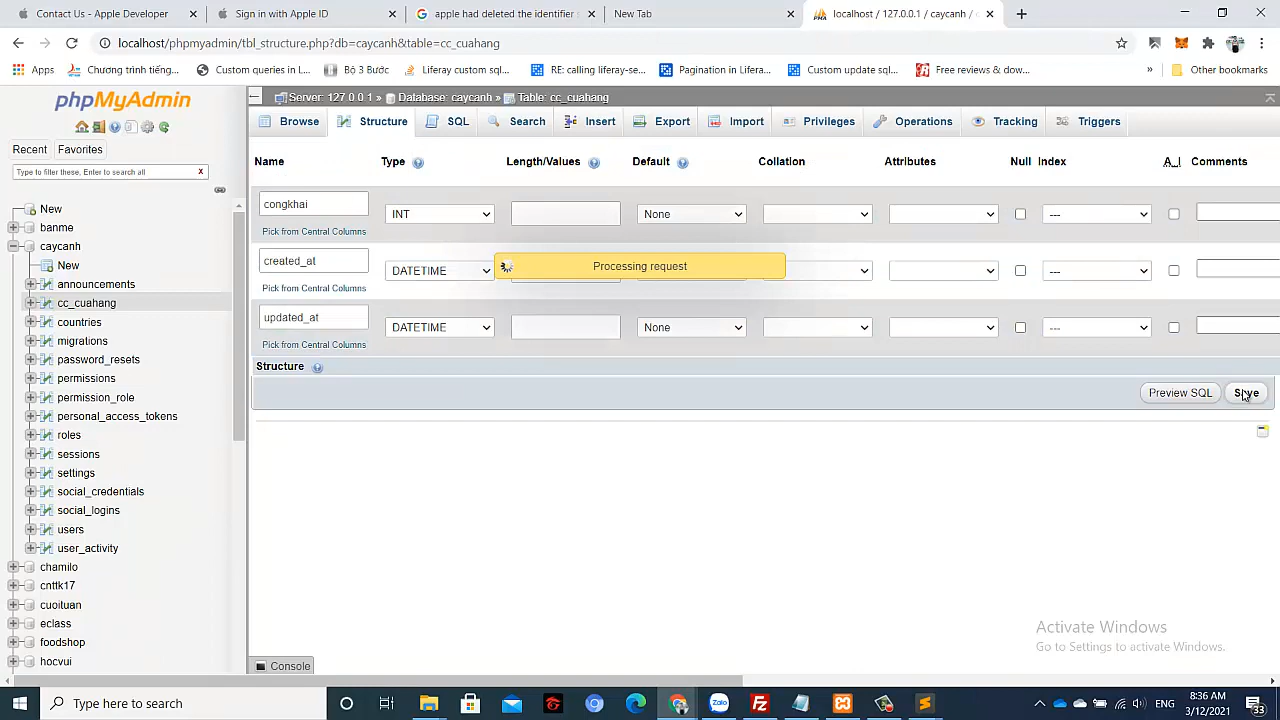 Contact Us - Apple Developer
Sign in with Apple ID
apple had deleted the identifier
New Tab
localhost / 127.0.0.1 / caycanh /
localhost/phpmyadmin/tbl_structure.php?db=caycanh&table=cc_cuahang
Apps
Chương trình tiếng...
Custom queries in L...
Bộ 3 Bước
Liferay custom sql...
RE: calling liferay-se...
Pagination in Lifera...
Custom update sql...
Free reviews & dow...
»
Other bookmarks
phpMyAdmin
Recent
Favorites
Type to filter these, Enter to search all
X
New
banme
caycanh
New
announcements
cc_cuahang
countries
migrations
password_resets
permissions
permission_role
personal_access_tokens
roles
sessions
settings
social_credentials
social_logins
users
user_activity
chamilo
cnttk17
cuoituan
eclass
foodshop
hocvui
Server: 127.0.0.1 » Database: caycanh » Table: cc_cuahang
Browse
Structure
SQL
Search
Insert
Export
Import
Privileges
Operations
Tracking
Triggers
Name
Type
Length/Values
Default
Collation
Attributes
Null
Index
A_I
Comments
congkhai
INT
None
---
Pick from Central Columns
created_at
DATETIME
---
Pick from Central Columns
Processing request
updated_at
DATETIME
None
---
Pick from Central Columns
Structure
Preview SQL
Save
Console
Activate Windows
Go to Settings to activate Windows.
Type here to search
ENG
8:36 AM
3/12/2021